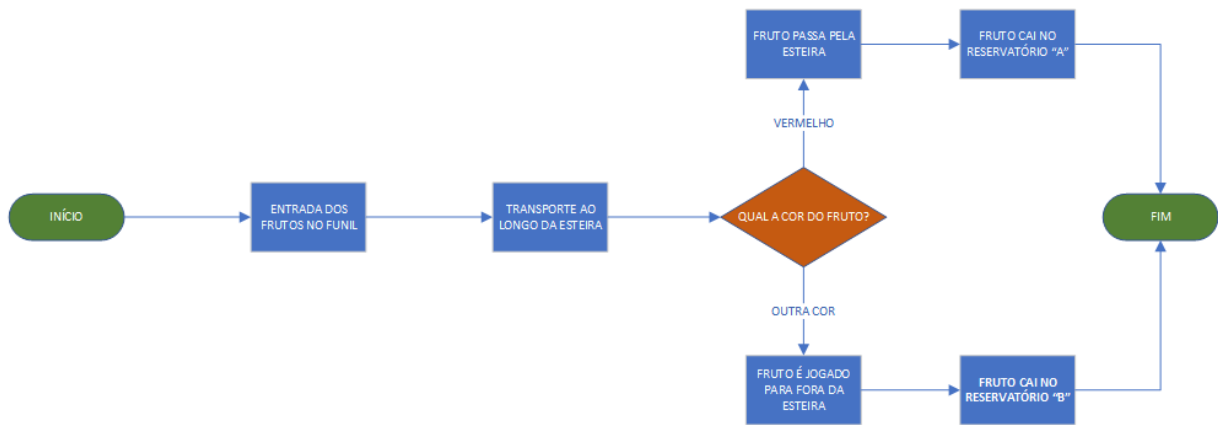 INÍCIO
ENTRADA DOS
FRUTOS NO FUNIL
TRANSPORTE AO
LONGO DA ESTEIRA
QUAL A COR DO FRUTO?
VERMELHO
FRUTO PASSA PELA
ESTEIRA
FRUTO CAI NO
RESERVATÓRIO “A”
OUTRA COR
FRUTO É JOGADO
PARA FORA DA
ESTEIRA
FRUTO CAI NO
RESERVATÓRIO “B”
FIM